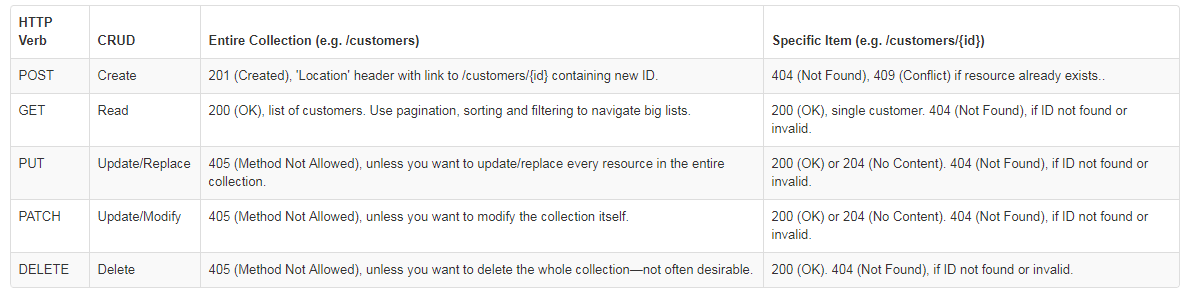 HTTP
Verb
CRUD
Entire Collection (e.g. /customers)
Specific Item (e.g. /customers/{id})
POST
Create
201 (Created), 'Location' header with link to /customers/{id} containing new ID.
404 (Not Found), 409 (Conflict) if resource already exists..
GET
Read
200 (OK), list of customers. Use pagination, sorting and filtering to navigate big lists.
200 (OK), single customer. 404 (Not Found), if ID not found or
invalid.
PUT
Update/Replace
405 (Method Not Allowed), unless you want to update/replace every resource in the entire
collection.
200 (OK) or 204 (No Content). 404 (Not Found), if ID not found or
invalid.
PATCH
Update/Modify
405 (Method Not Allowed), unless you want to modify the collection itself.
200 (OK) or 204 (No Content). 404 (Not Found), if ID not found or
invalid.
DELETE
Delete
405 (Method Not Allowed), unless you want to delete the whole collection—not often desirable.
200 (OK). 404 (Not Found), if ID not found or invalid.